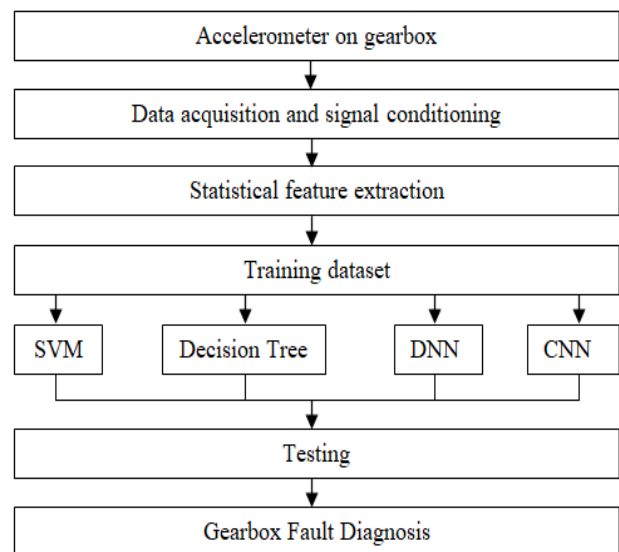 Accelerometer on gearbox
Data acquisition and signal conditioning
Statistical feature extraction
Training dataset
SVM
Decision Tree
DNN
CNN
Testing
Gearbox Fault Diagnosis